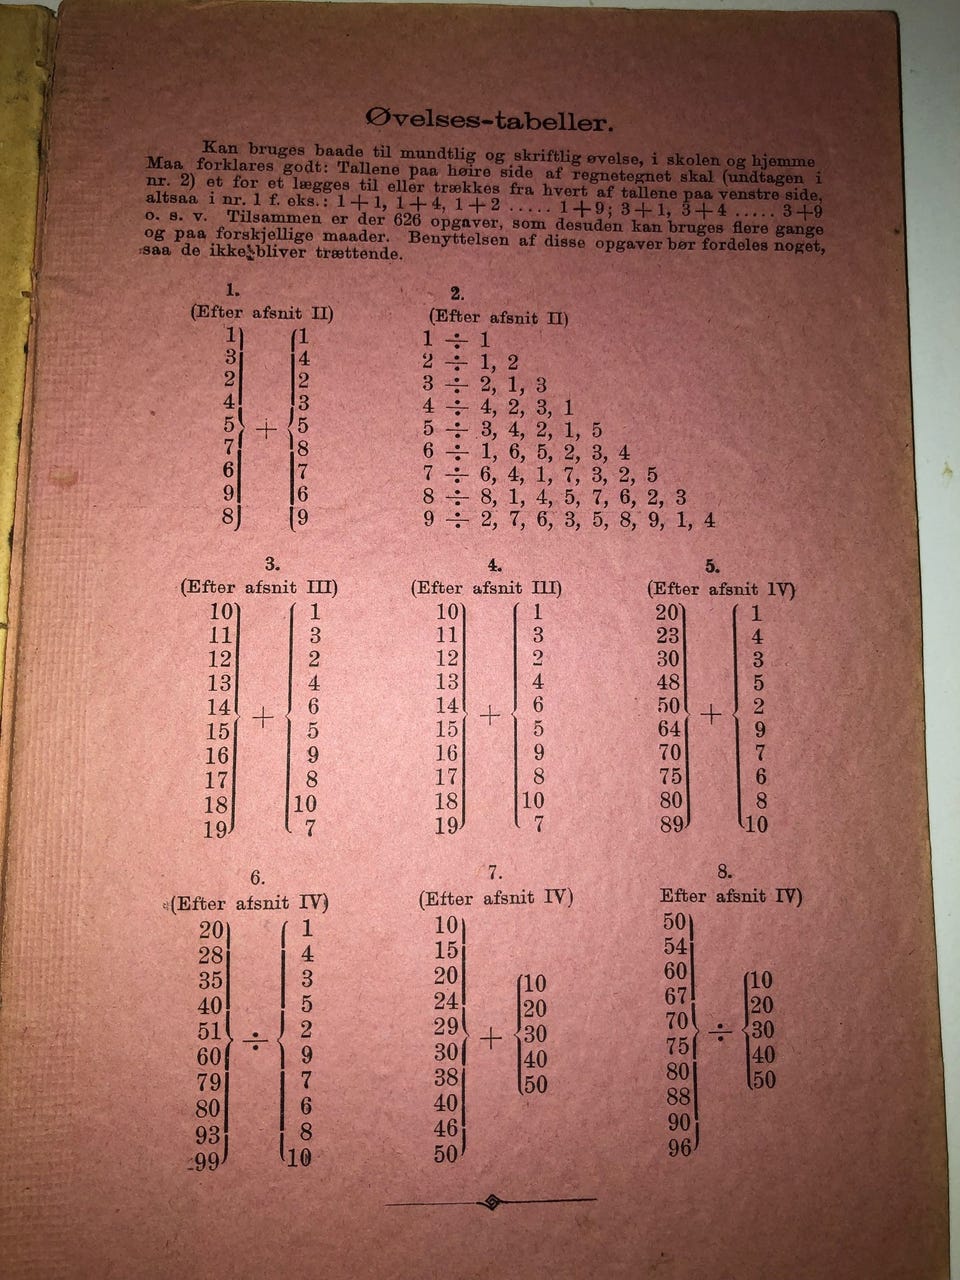 Øvelses-tabeller.
Kan bruges baade til mundtlig og skriftlig øvelse, i skolen og hjemme
Maa forklares godt: Tallene paa høire side af regnetegnet skal (undtagen i
nr. 2) et for et lægges til eller trækkes fra hvert af tallene paa venstre side,
altsaa i nr. 1 f. eks.: 1+1, 1+4, 1+2 ..... 1+9; 3+1, 3+4 ..... 3+9
o. s. v. Tilsammen er der 626 opgaver, som desuden kan bruges flere gange
og paa forskjellige maader. Benyttelsen af disse opgaver bør fordeles noget,
saa de ikke bliver trættende.
1.
(Efter afsnit II)
1 1
3 4
2 2
4 3
5 + 5
7 8
6 7
9 6
8 9
2.
(Efter afsnit II)
1 ÷ 1
2 ÷ 1, 2
3 ÷ 2, 1, 3
4 ÷ 4, 2, 3, 1
5 ÷ 3, 4, 2, 1, 5
6 ÷ 1, 6, 5, 2, 3, 4
7 ÷ 6, 4, 1, 7, 3, 2, 5
8 ÷ 8, 1, 4, 5, 7, 6, 2, 3
9 ÷ 2, 7, 6, 3, 5, 8, 9, 1, 4
3.
(Efter afsnit III)
10 1
11 3
12 2
13 4
14 + 6
15 5
16 9
17 8
18 10
19 7
4.
(Efter afsnit III)
10 1
11 3
12 2
13 4
14 + 6
15 5
16 9
17 8
18 10
19 7
5.
(Efter afsnit IV)
20 1
23 4
30 3
48 5
50 + 2
64 9
70 7
75 6
80 8
89 10
6.
(Efter afsnit IV)
20 1
28 4
35 3
40 5
51 ÷ 2
60 9
79 7
80 6
93 8
99 10
7.
(Efter afsnit IV)
10
15
20 10
24 20
29 + 30
30 40
38 50
40
46
50
8.
Efter afsnit IV)
50
54
60 10
67 20
70 ÷ 30
75 40
80 50
88
90
96